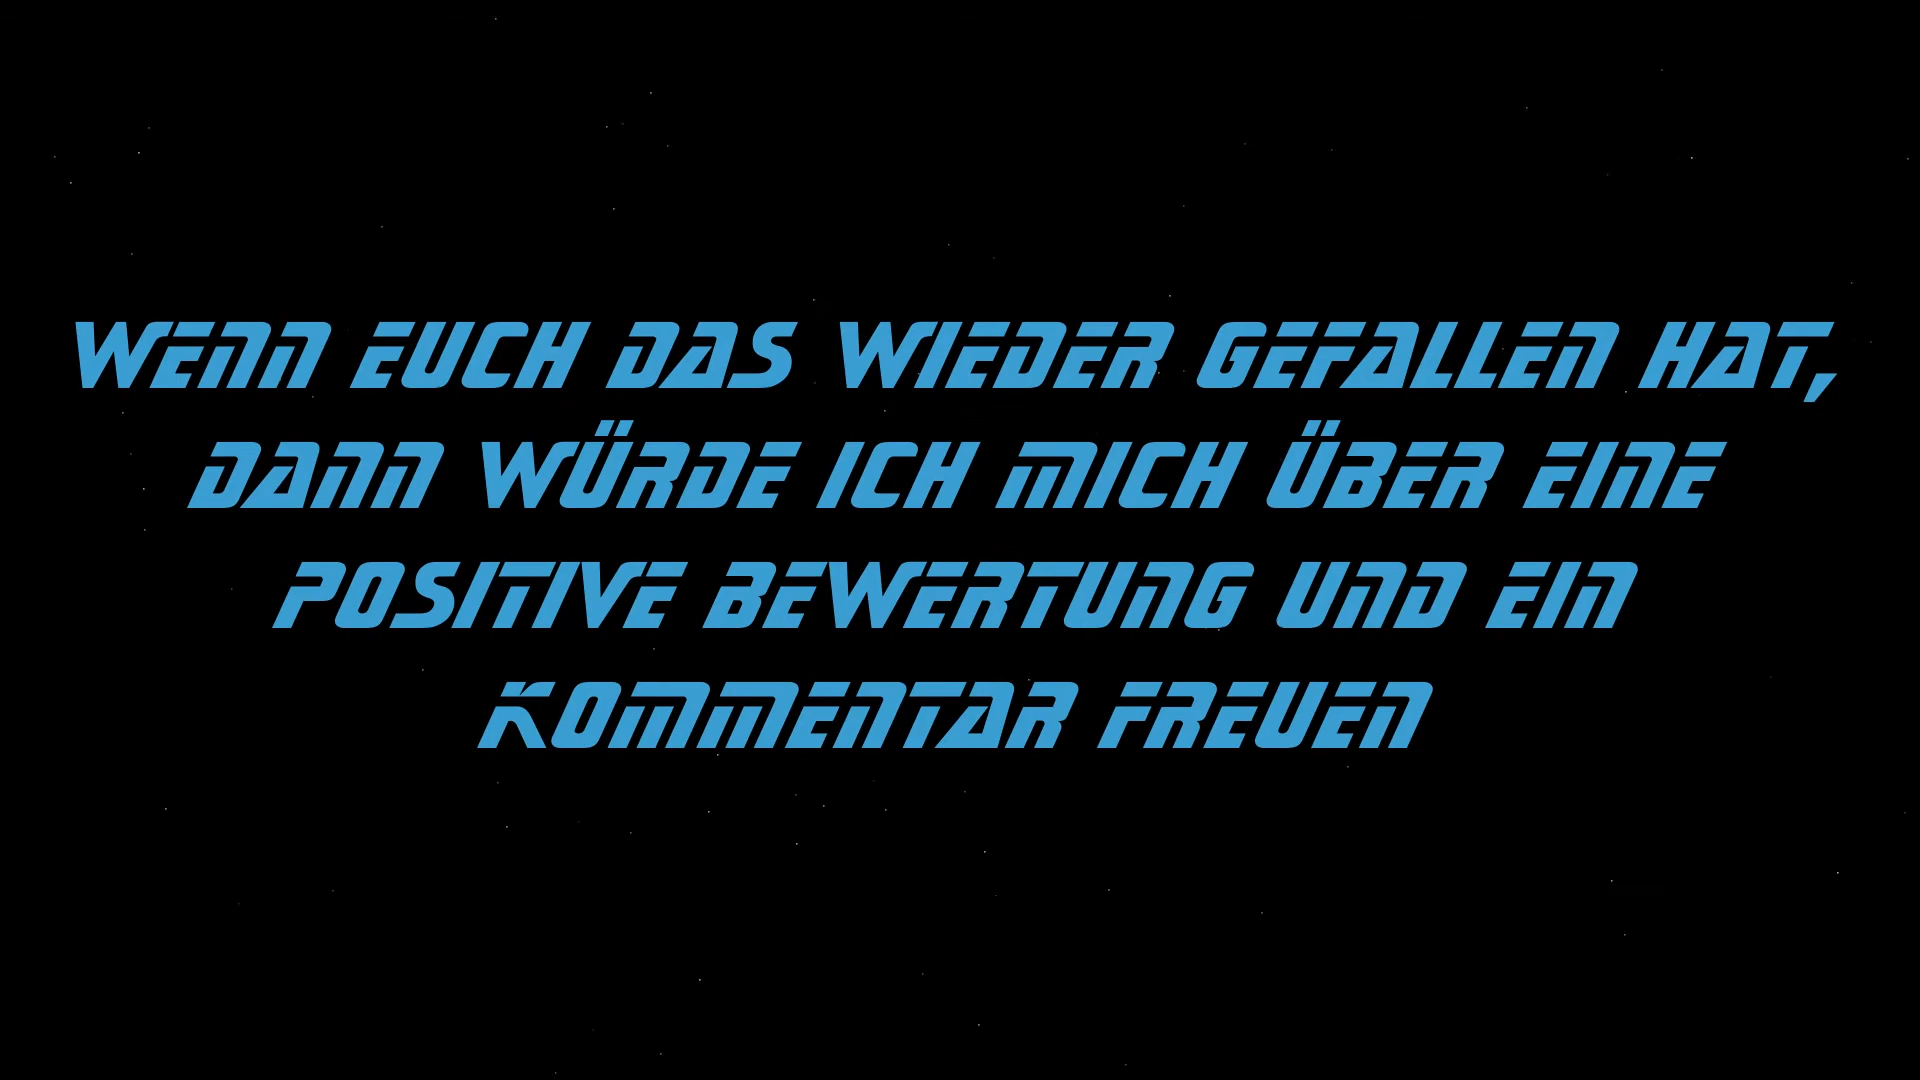 WENN EUCH DAS WIEDER GEFALLEN HAT,
DANN WÜRDE ICH MICH ÜBER EINE
POSITIVE BEWERTUNG UND EIN
KOMMENTAR FREUEN